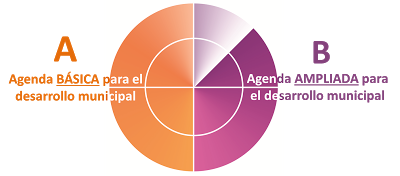 A
Agenda BÁSICA para el
desarrollo municipal
B
Agenda AMPLIADA para
el desarrollo municipal